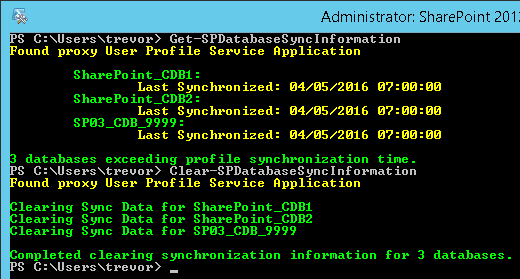 Administrator: SharePoint 201
PS C:\Users\trevor> Get-SPDatabaseSyncInformation
Found proxy User Profile Service Application
SharePoint_CDB1:
Last Synchronized: 04/05/2016 07:00:00
SharePoint_CDB2:
Last Synchronized: 04/05/2016 07:00:00
SP03_CDB_9999:
Last Synchronized: 04/05/2016 07:00:00
3 databases exceeding profile synchronization time.
PS C:\Users\trevor> Clear-SPDatabaseSyncInformation
Found proxy User Profile Service Application
Clearing Sync Data for SharePoint_CDB1
Clearing Sync Data for SharePoint_CDB2
Clearing Sync Data for SP03_CDB_9999
Completed clearing synchronization information for 3 databases.
PS C:\Users\trevor> _